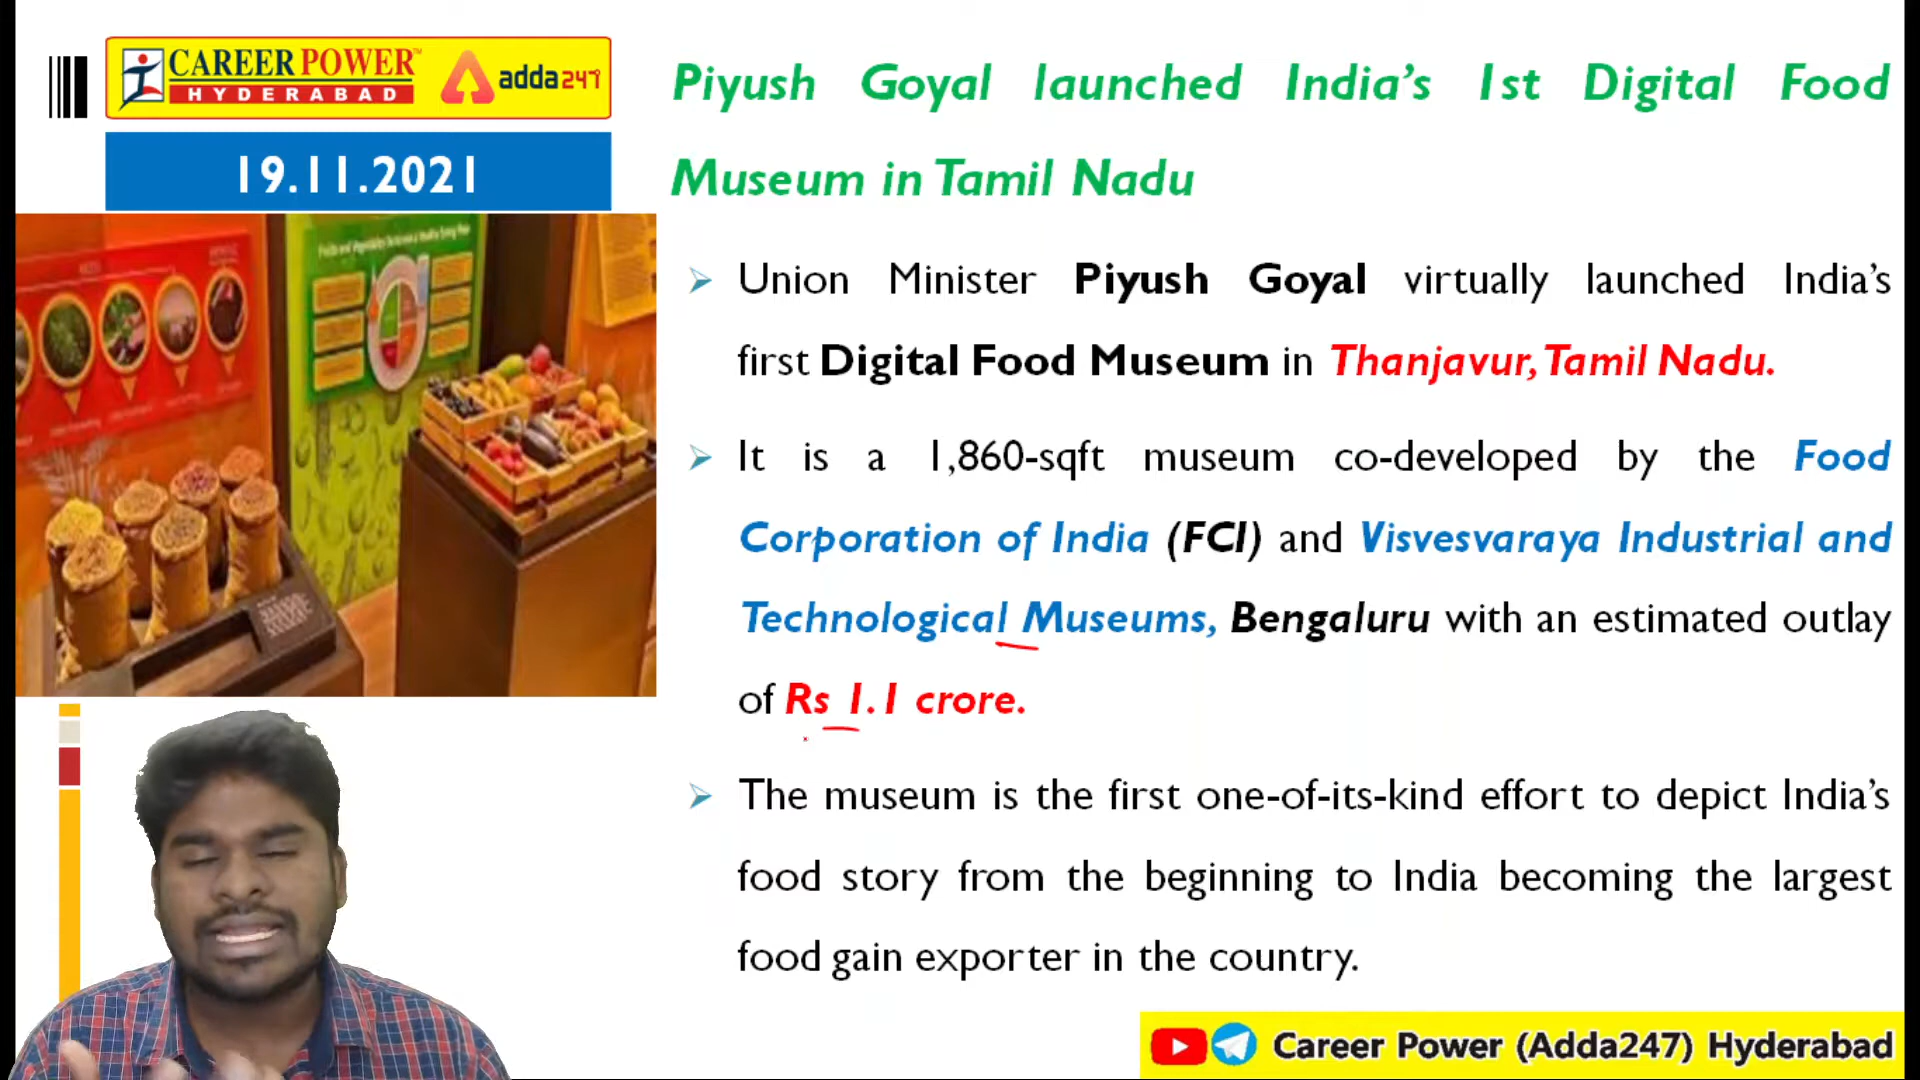 CAREER POWER™
HYDERABAD
adda247
19.11.2021
Piyush Goyal launched India's 1st Digital Food
Museum in Tamil Nadu
Union Minister Piyush Goyal virtually launched India's
first Digital Food Museum in Thanjavur, Tamil Nadu.
It is a 1,860-sqft museum co-developed by the Food
Corporation of India (FCI) and Visvesvaraya Industrial and
Technological Museums, Bengaluru with an estimated outlay
of Rs 1.1 crore.
The museum is the first one-of-its-kind effort to depict India's
food story from the beginning to India becoming the largest
food gain exporter in the country.
Career Power (Adda247) Hyderabad